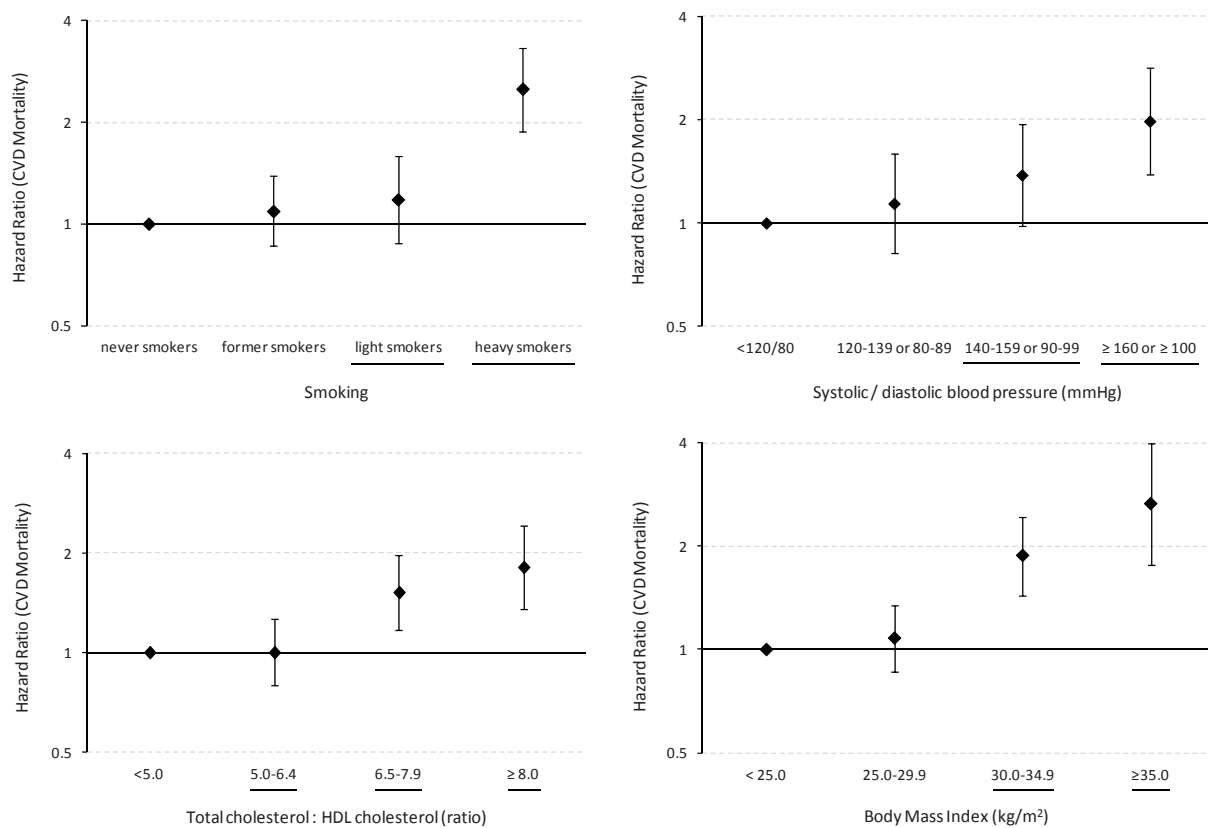 4
2
1
0.5
Hazard Ratio (CVD Mortality)
never smokers former smokers light smokers heavy smokers
Smoking
4
2
1
0.5
Hazard Ratio (CVD Mortality)
<120/80 120-139 or 80-89 140-159 or 90-99 ≥ 160 or ≥ 100
Systolic / diastolic blood pressure (mmHg)
4
2
1
0.5
Hazard Ratio (CVD Mortality)
<5.0 5.0-6.4 6.5-7.9 ≥ 8.0
Total cholesterol : HDL cholesterol (ratio)
4
2
1
0.5
Hazard Ratio (CVD Mortality)
< 25.0 25.0-29.9 30.0-34.9 ≥35.0
Body Mass Index (kg/m²)